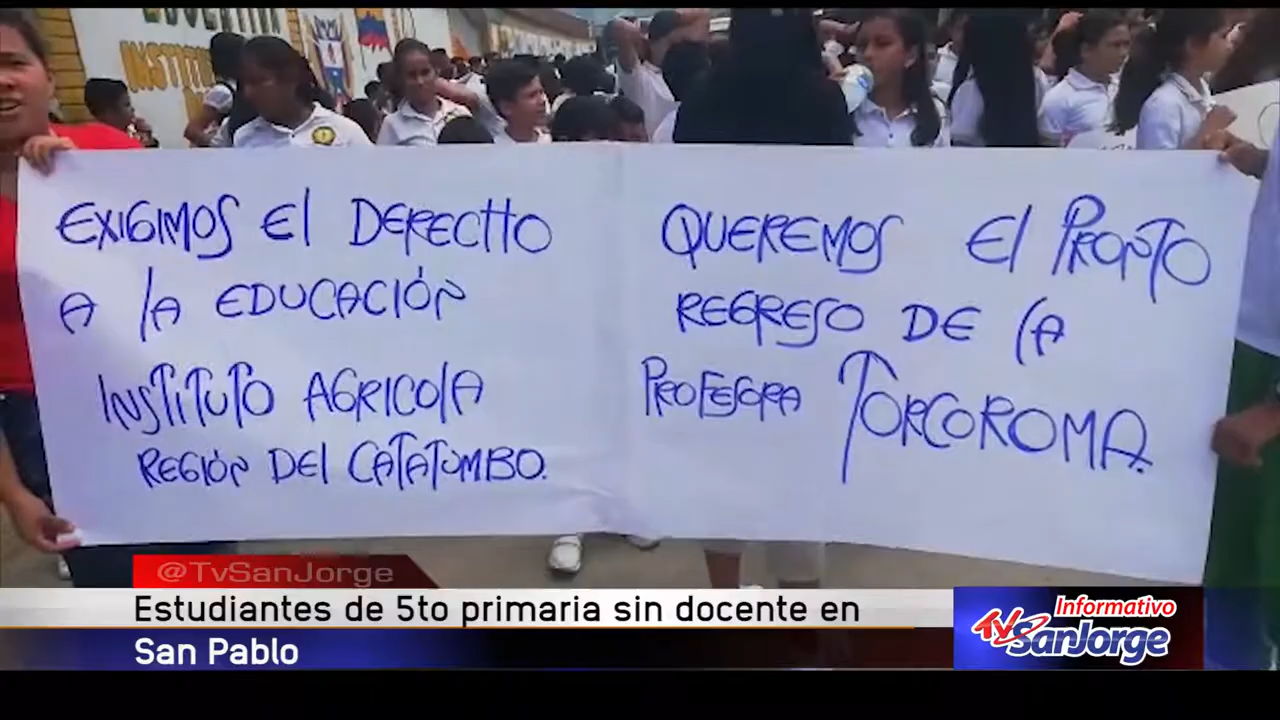 EXIGIMOS El DERECHO
A lA EDUCACIÓN
INSTITUTO AGRICOlA
REGIÓN DEl CATATUMBO.
QUEREMOS El PRONTO
REGRESO DE lA
PROFESORA TORCOROMA.
@TvSanJorge
Estudiantes de 5to primaria sin docente en
San Pablo
Informativo
TV SanJorge